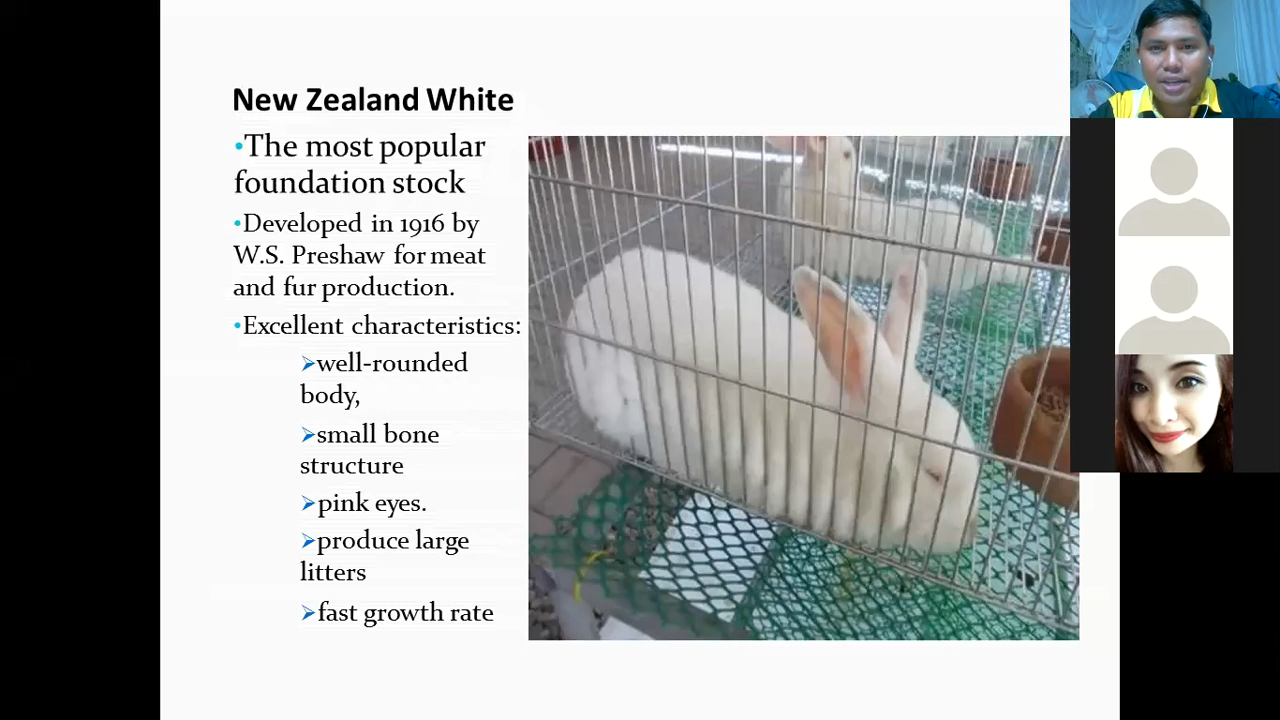 New Zealand White
•The most popular
foundation stock
•Developed in 1916 by
W.S. Preshaw for meat
and fur production.
•Excellent characteristics:
➢well-rounded
body,
➢small bone
structure
➢pink eyes.
➢produce large
litters
➢fast growth rate